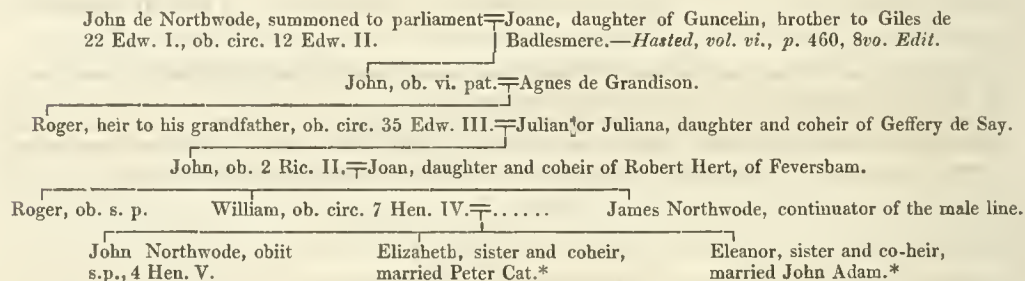 John de Northwode, summoned to parliament Joane, daughter of Guncelin, brother to Giles de
22 Edw. I., ob. circ. 12 Edw. II. Badlesmere.—Hasted, vol. vi., p. 460, 8vo. Edit.
John, ob. vi. pat. Agnes de Grandison.
Roger, heir to his grandfather, ob. circ. 35 Edw. III. Julian or Juliana, daughter and coheir of Geffery de Say.
John, ob. 2 Ric. II. Joan, daughter and coheir of Robert Hert, of Feversbam.
Roger, ob. s. p. William, ob. circ. 7 Hen. IV. ...... James Northwode, continuator of the male line.
John Northwode, obiit Elizabeth, sister and coheir, Eleanor, sister and co-heir,
s.p., 4 Hen. V. married Peter Cat.* married John Adam.*